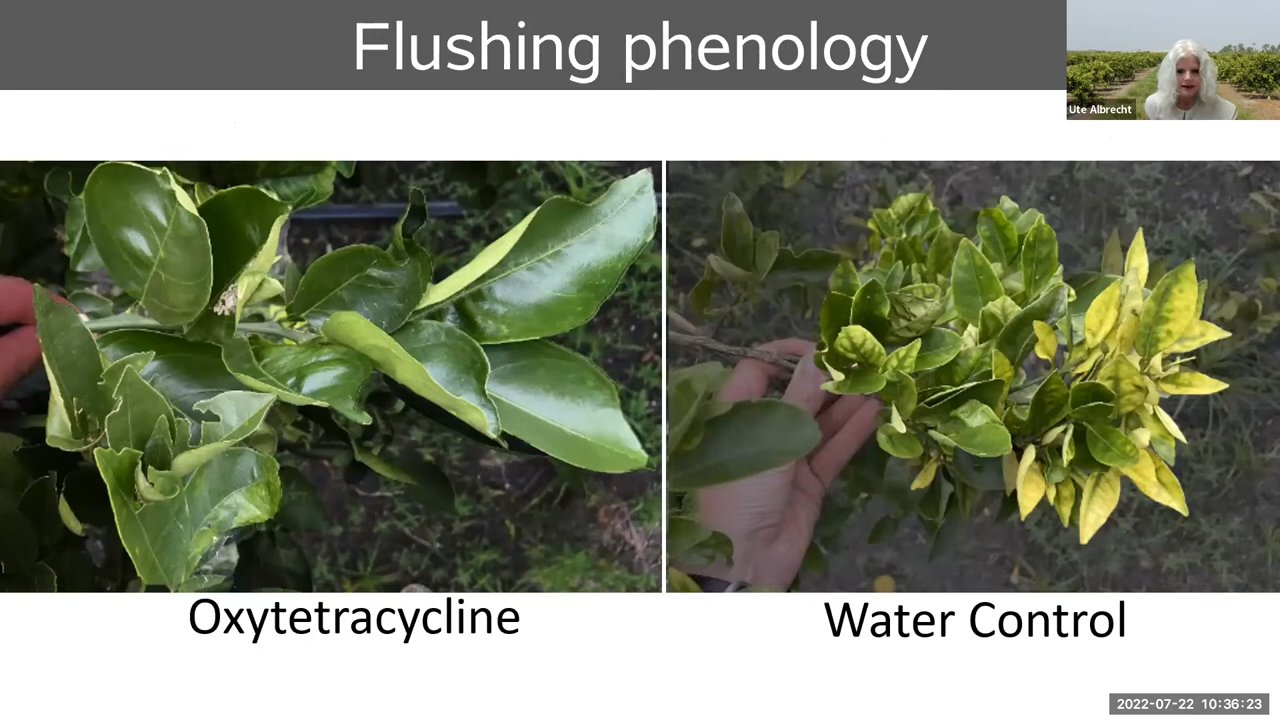 Flushing phenology
Ute Albrecht
Oxytetracycline
Water Control
2022-07-22 10:36:23